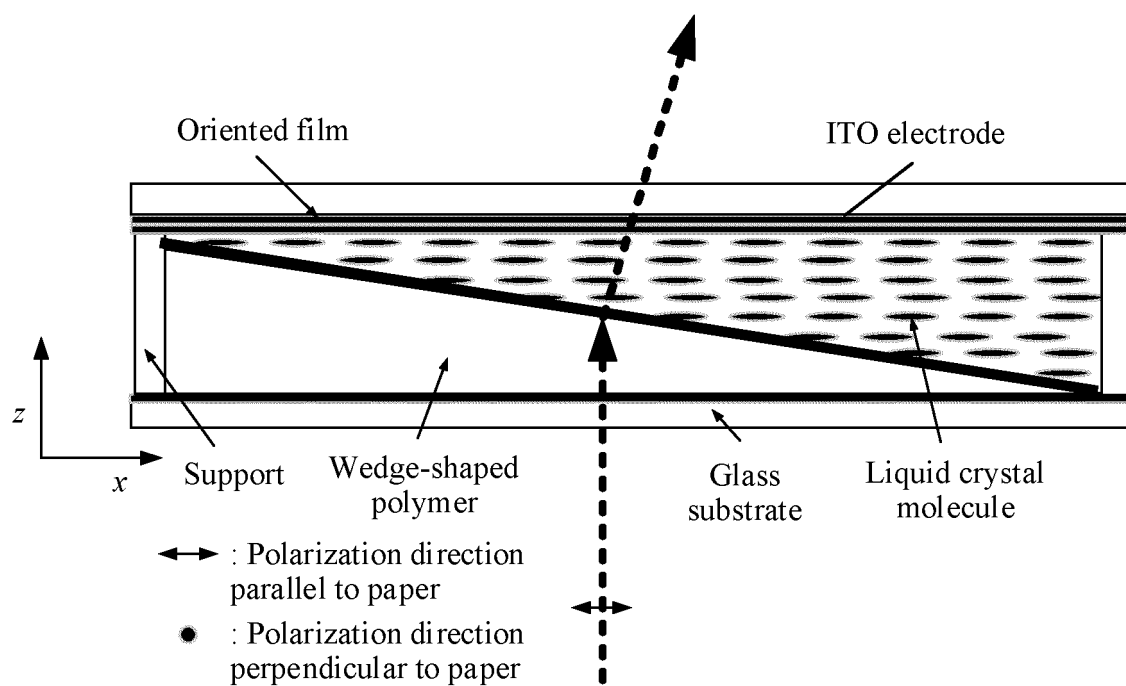 Oriented film
ITO electrode
z
x
Support
Wedge-shaped
polymer
Glass
substrate
Liquid crystal
molecule
: Polarization direction
parallel to paper
: Polarization direction
perpendicular to paper